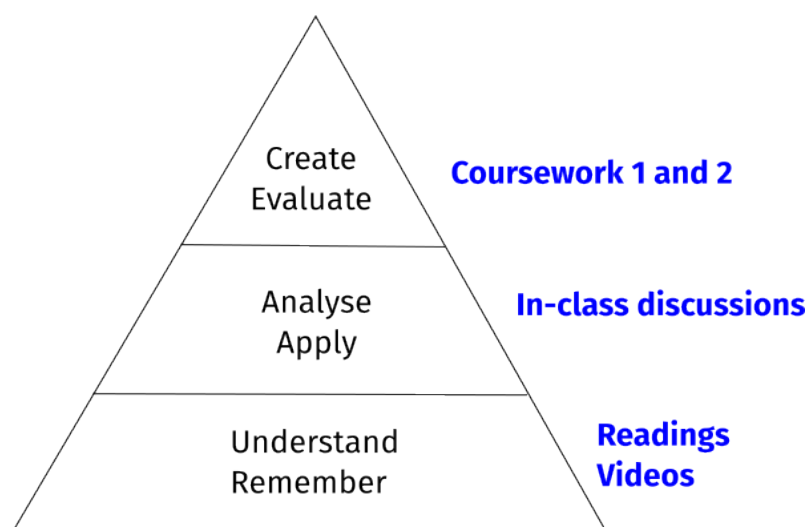 Create
Evaluate
Coursework 1 and 2
Analyse
Apply
In-class discussions
Understand
Remember
Readings
Videos